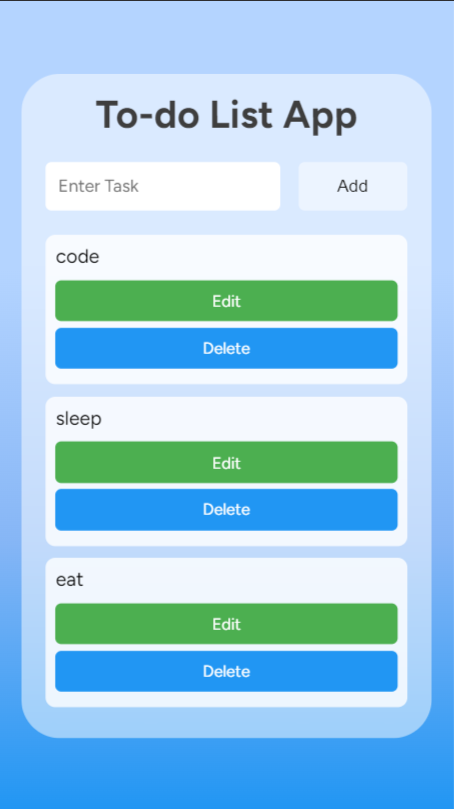 To-do List App
Enter Task
Add
code
Edit
Delete
sleep
Edit
Delete
eat
Edit
Delete